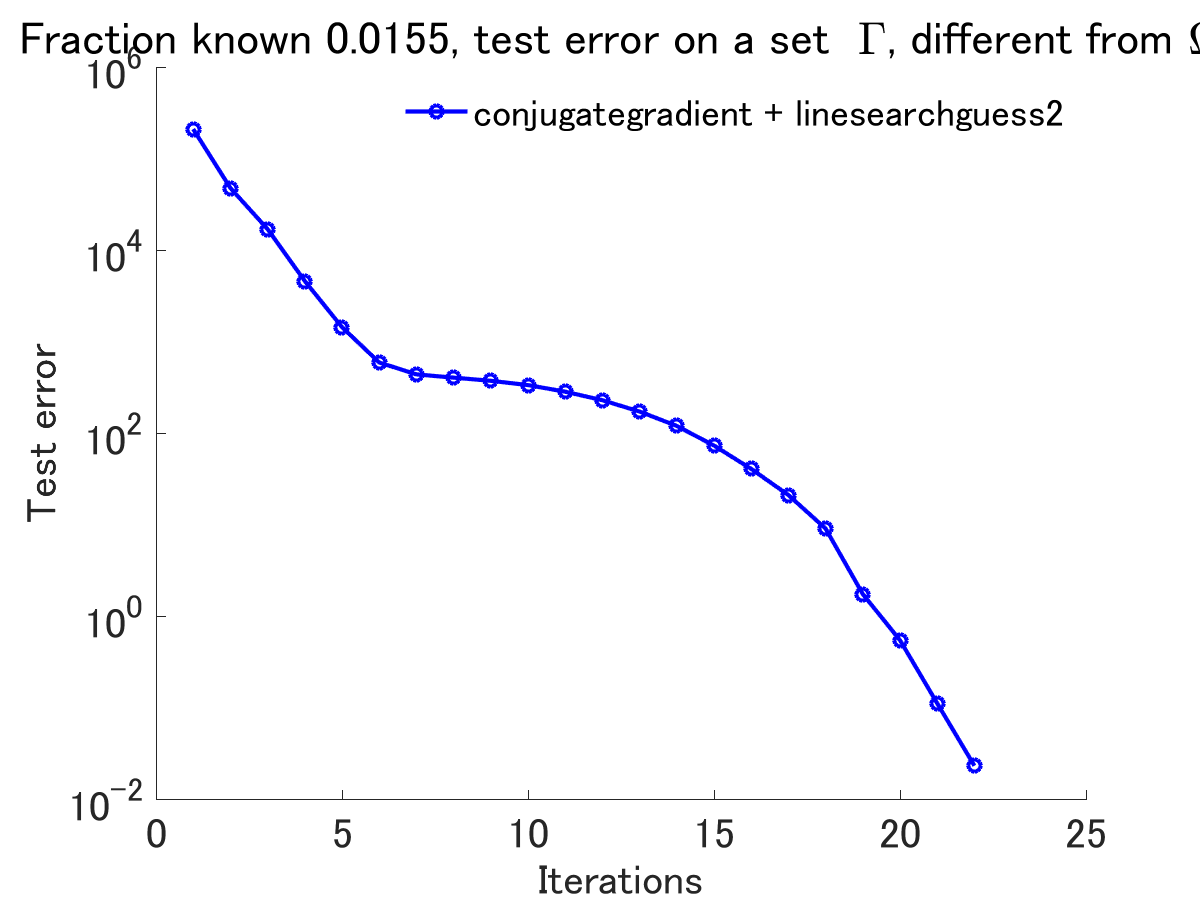 Fraction known 0.0155, test error on a set Γ, different from Ω
conjugategradient + linesearchguess2
10^6
10^4
10^2
10^0
10^-2
Test error
0 5 10 15 20 25
Iterations